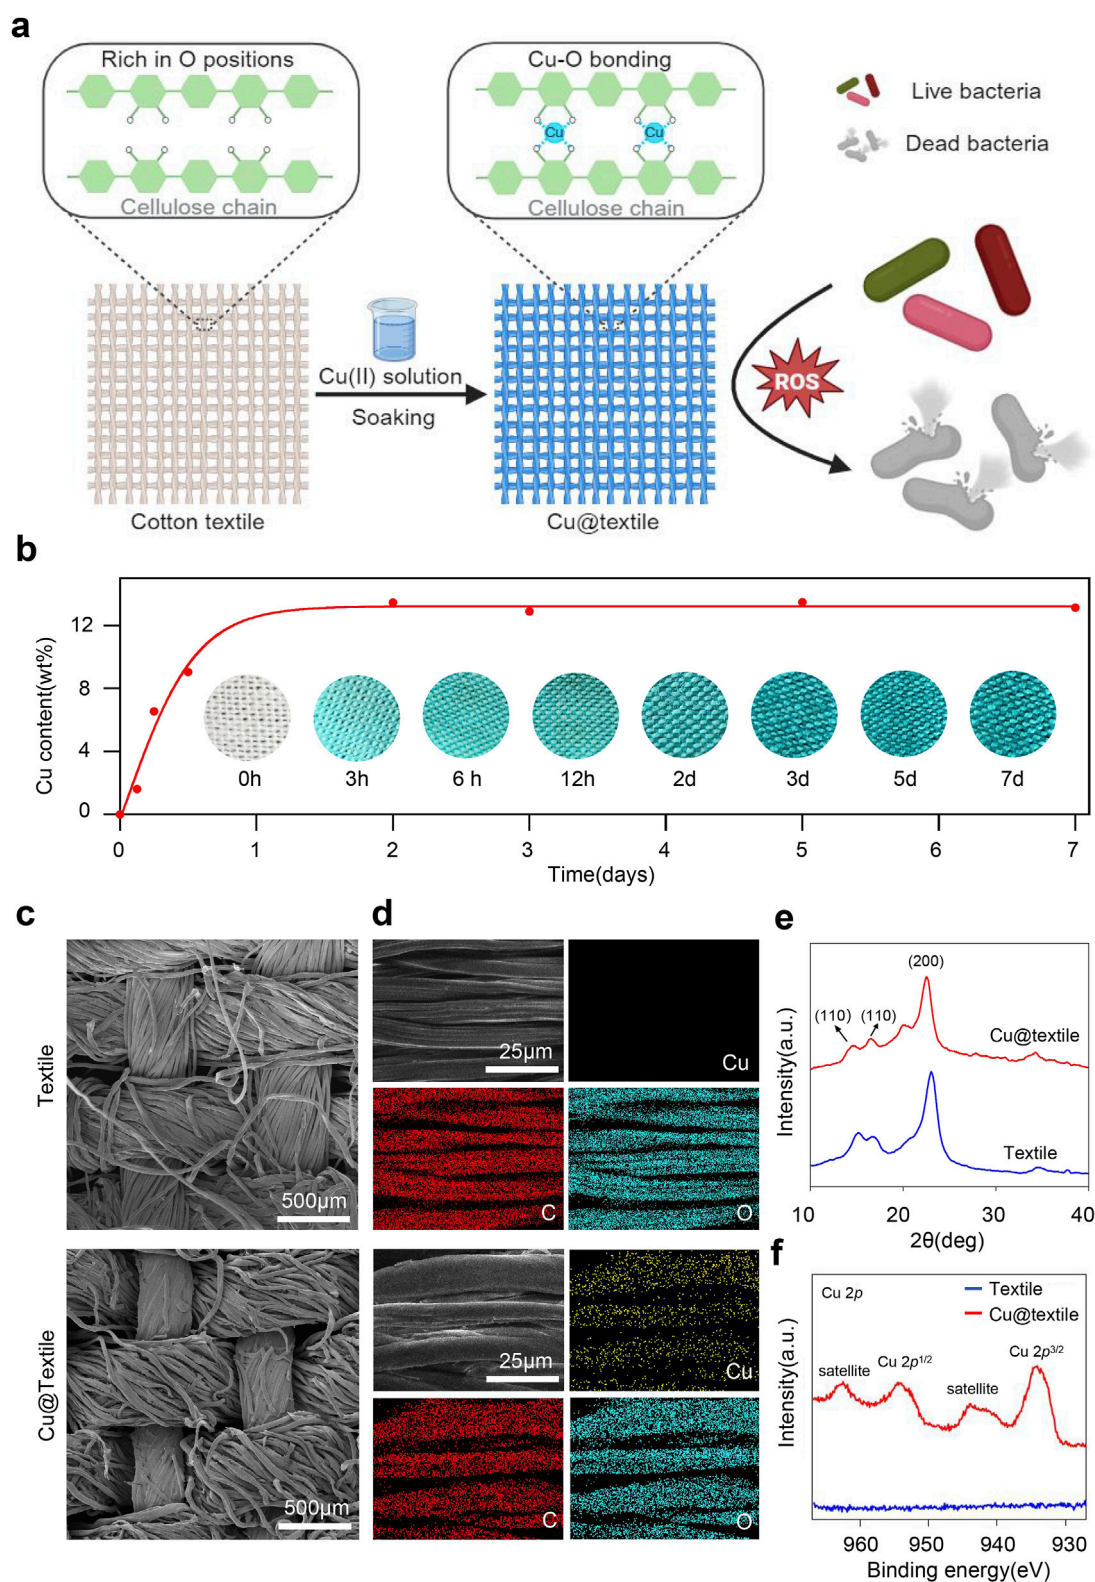 a
Rich in O positions
Cellulose chain
Cu-O bonding
Cu
Cu
Cellulose chain
Live bacteria
Dead bacteria
Cu(II) solution
Soaking
ROS
Cotton textile
Cu@textile
b
Cu content(wt%)
12
8
4
0
0h
3h
6 h
12h
2d
3d
5d
7d
0
1
2
3
4
5
6
7
Time(days)
c
Textile
500µm
Cu@Textile
500µm
d
25µm
Cu
C
O
25µm
Cu
C
O
e
Intensity(a.u.)
(200)
(110)
(110)
Cu@textile
Textile
10
20
30
40
2θ(deg)
f
Intensity(a.u.)
Cu 2p
Textile
Cu@textile
satellite
Cu 2p1/2
satellite
Cu 2p3/2
960
950
940
930
Binding energy(eV)